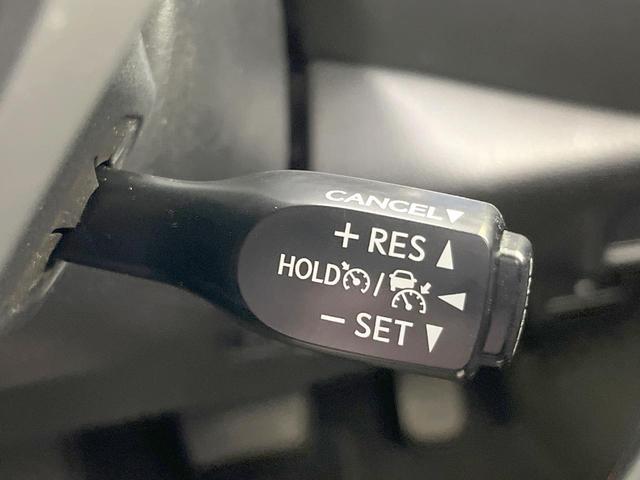 CANCEL▼
+ RES ▲
HOLD / ◀
− SET ▼